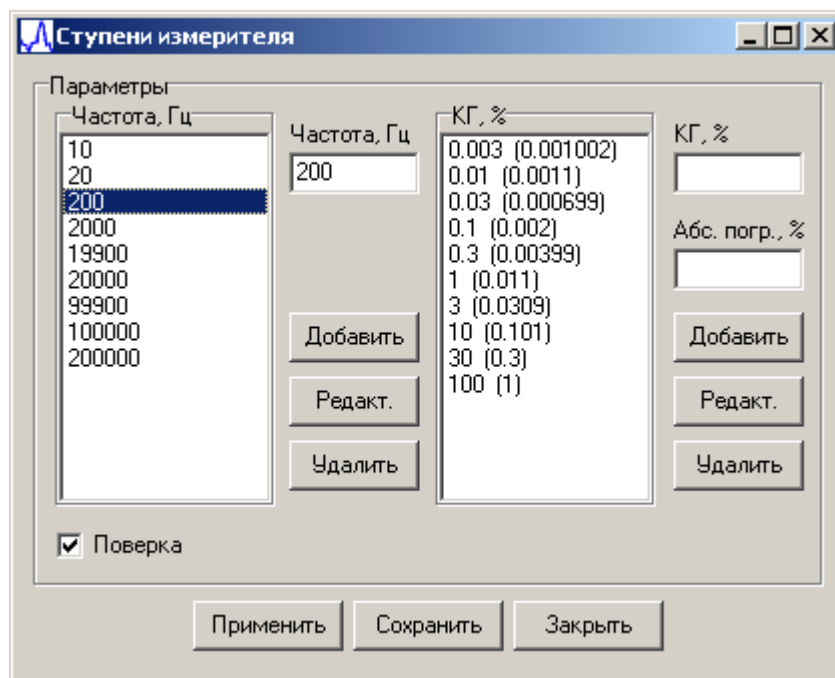 Ступени измерителя
Параметры
Частота, Гц
10
20
200
2000
19900
20000
99900
100000
200000
Частота, Гц
200
Добавить
Редакт.
Удалить
КГ, %
0.003 (0.001002)
0.01 (0.0011)
0.03 (0.000699)
0.1 (0.002)
0.3 (0.00399)
1 (0.011)
3 (0.0309)
10 (0.101)
30 (0.3)
100 (1)
КГ, %
Абс. погр., %
Добавить
Редакт.
Удалить
Поверка
Применить Сохранить Закрыть